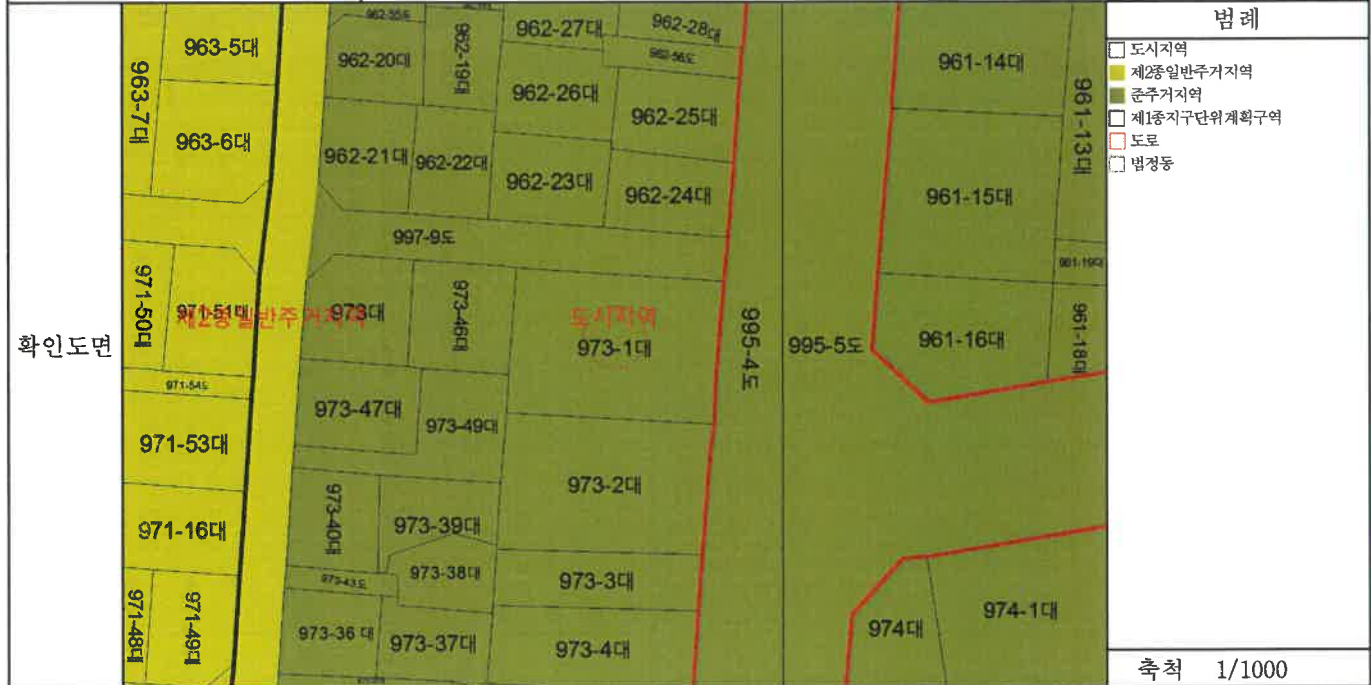 확인도면
962-55도
962-27대
962-28대
963-5대
962-20대
962-19대
962-56도
961-14대
963-7대
962-26대
961-13대
963-6대
962-25대
962-21대
962-22대
962-23대
962-24대
961-15대
997-9도
971-50대
971-51대
제2종일반주거지역
973대
973-46대
도시지역
973-1대
995-4도
995-5도
961-16대
961-19대
961-18대
971-54도
973-47대
973-49대
971-53대
973-2대
971-16대
973-40대
973-39대
973-43도
973-38대
973-3대
971-48대
971-49대
973-36 대
973-37대
973-4대
974대
974-1대
범례
도시지역
제2종일반주거지역
준주거지역
제1종지구단위계획구역
도로
법정동
축척 1/1000